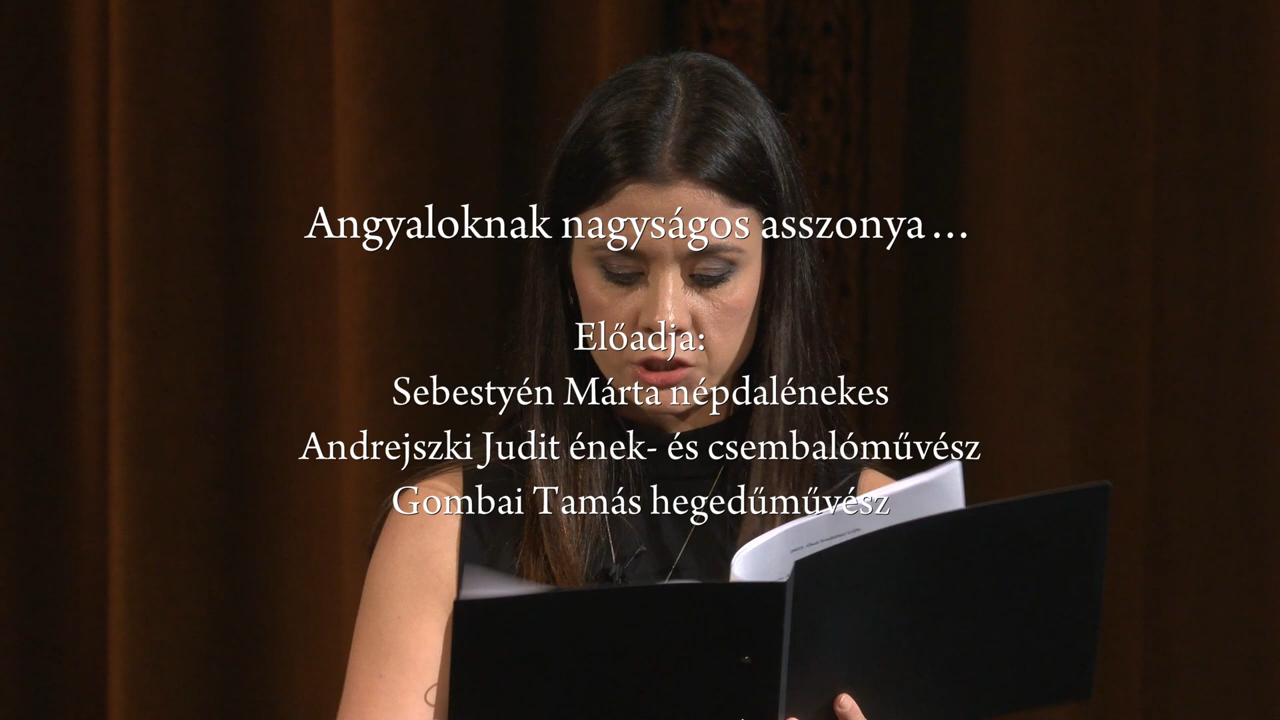 Angyaloknak nagyságos asszonya…
Előadja:
Sebestyén Márta népdalénekes
Andrejszki Judit ének- és csembalóművész
Gombai Tamás hegedűművész